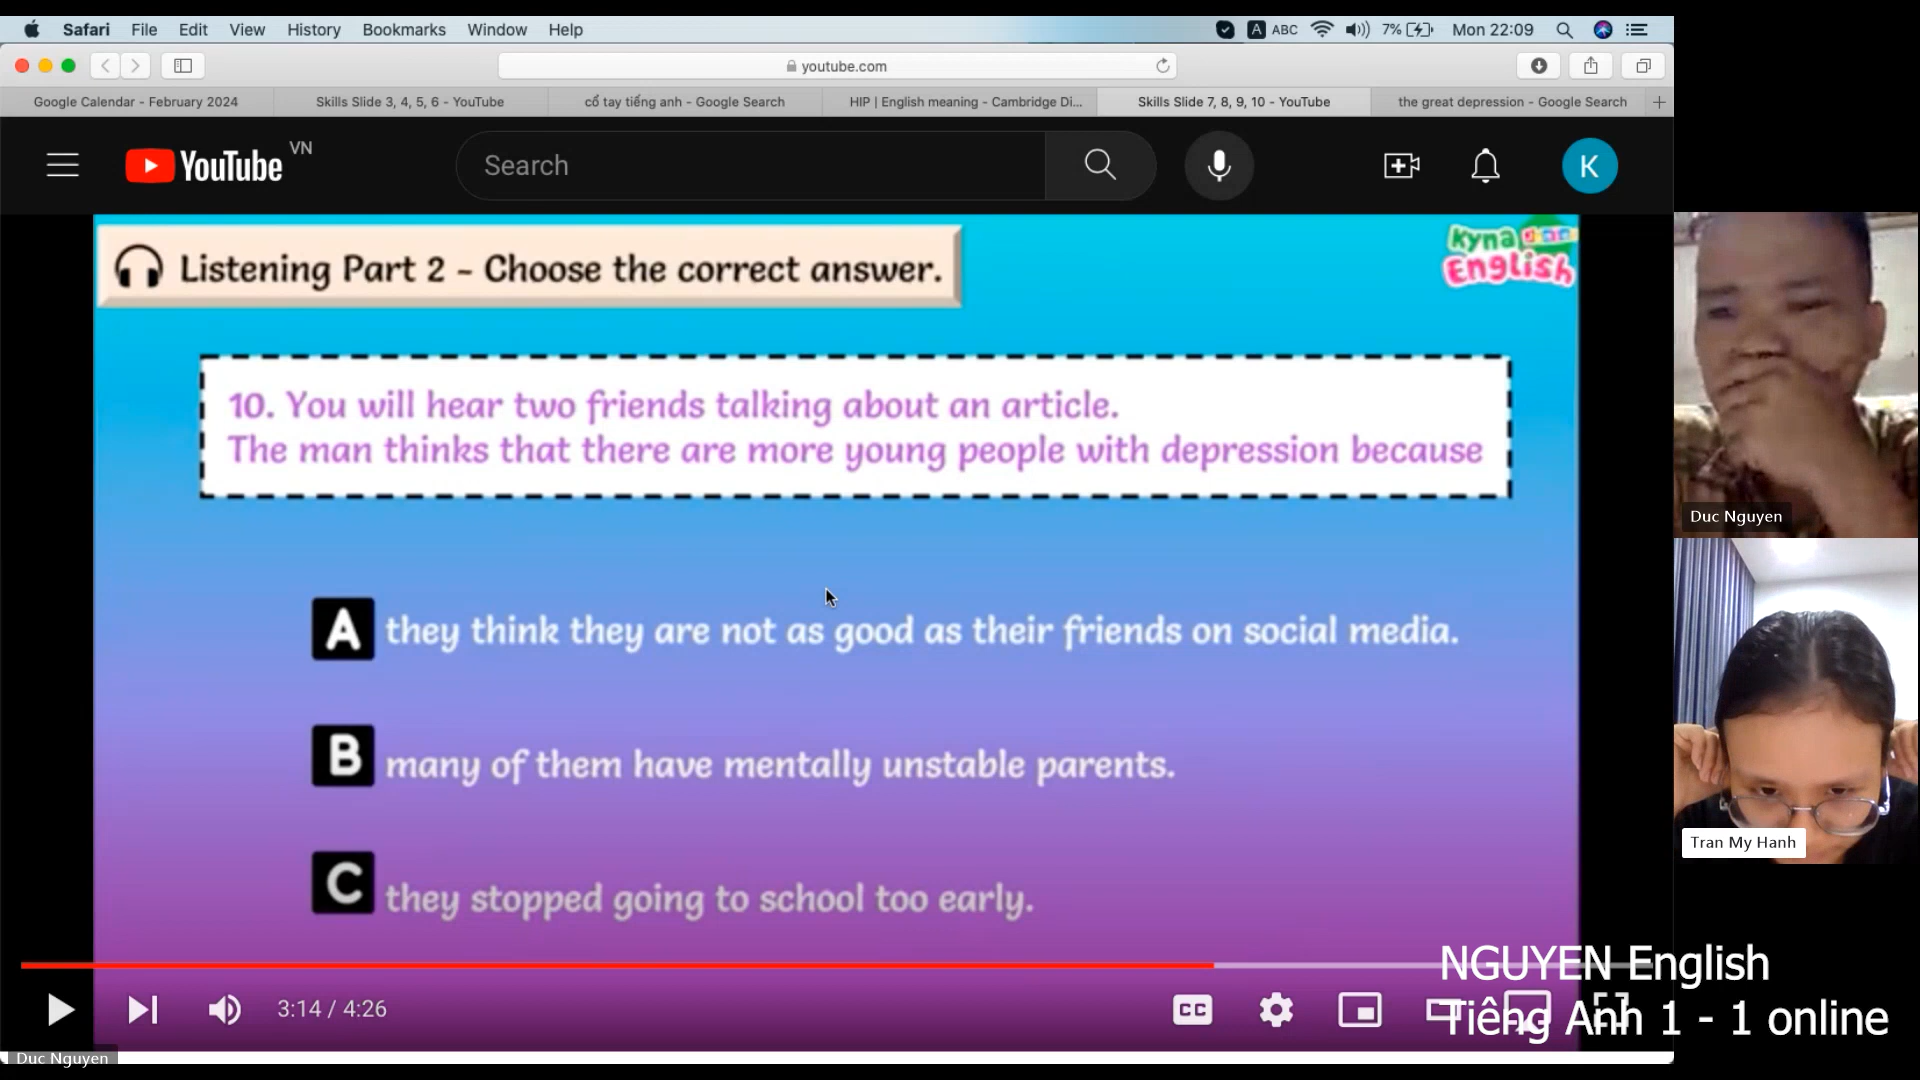 Safari File Edit View History Bookmarks Window Help A ABC 7% Mon 22:09
youtube.com
Google Calendar - February 2024 Skills Slide 3, 4, 5, 6 - YouTube cổ tay tiếng anh - Google Search HIP | English meaning - Cambridge Di... Skills Slide 7, 8, 9, 10 - YouTube the great depression - Google Search
YouTube VN Search K
Listening Part 2 - Choose the correct answer.
Kyna
English
10. You will hear two friends talking about an article.
The man thinks that there are more young people with depression because
A they think they are not as good as their friends on social media.
B many of them have mentally unstable parents.
C they stopped going to school too early.
3:14 / 4:26 CC
Duc Nguyen
Duc Nguyen
Tran My Hanh
NGUYEN English
Tiếng Anh 1 - 1 online